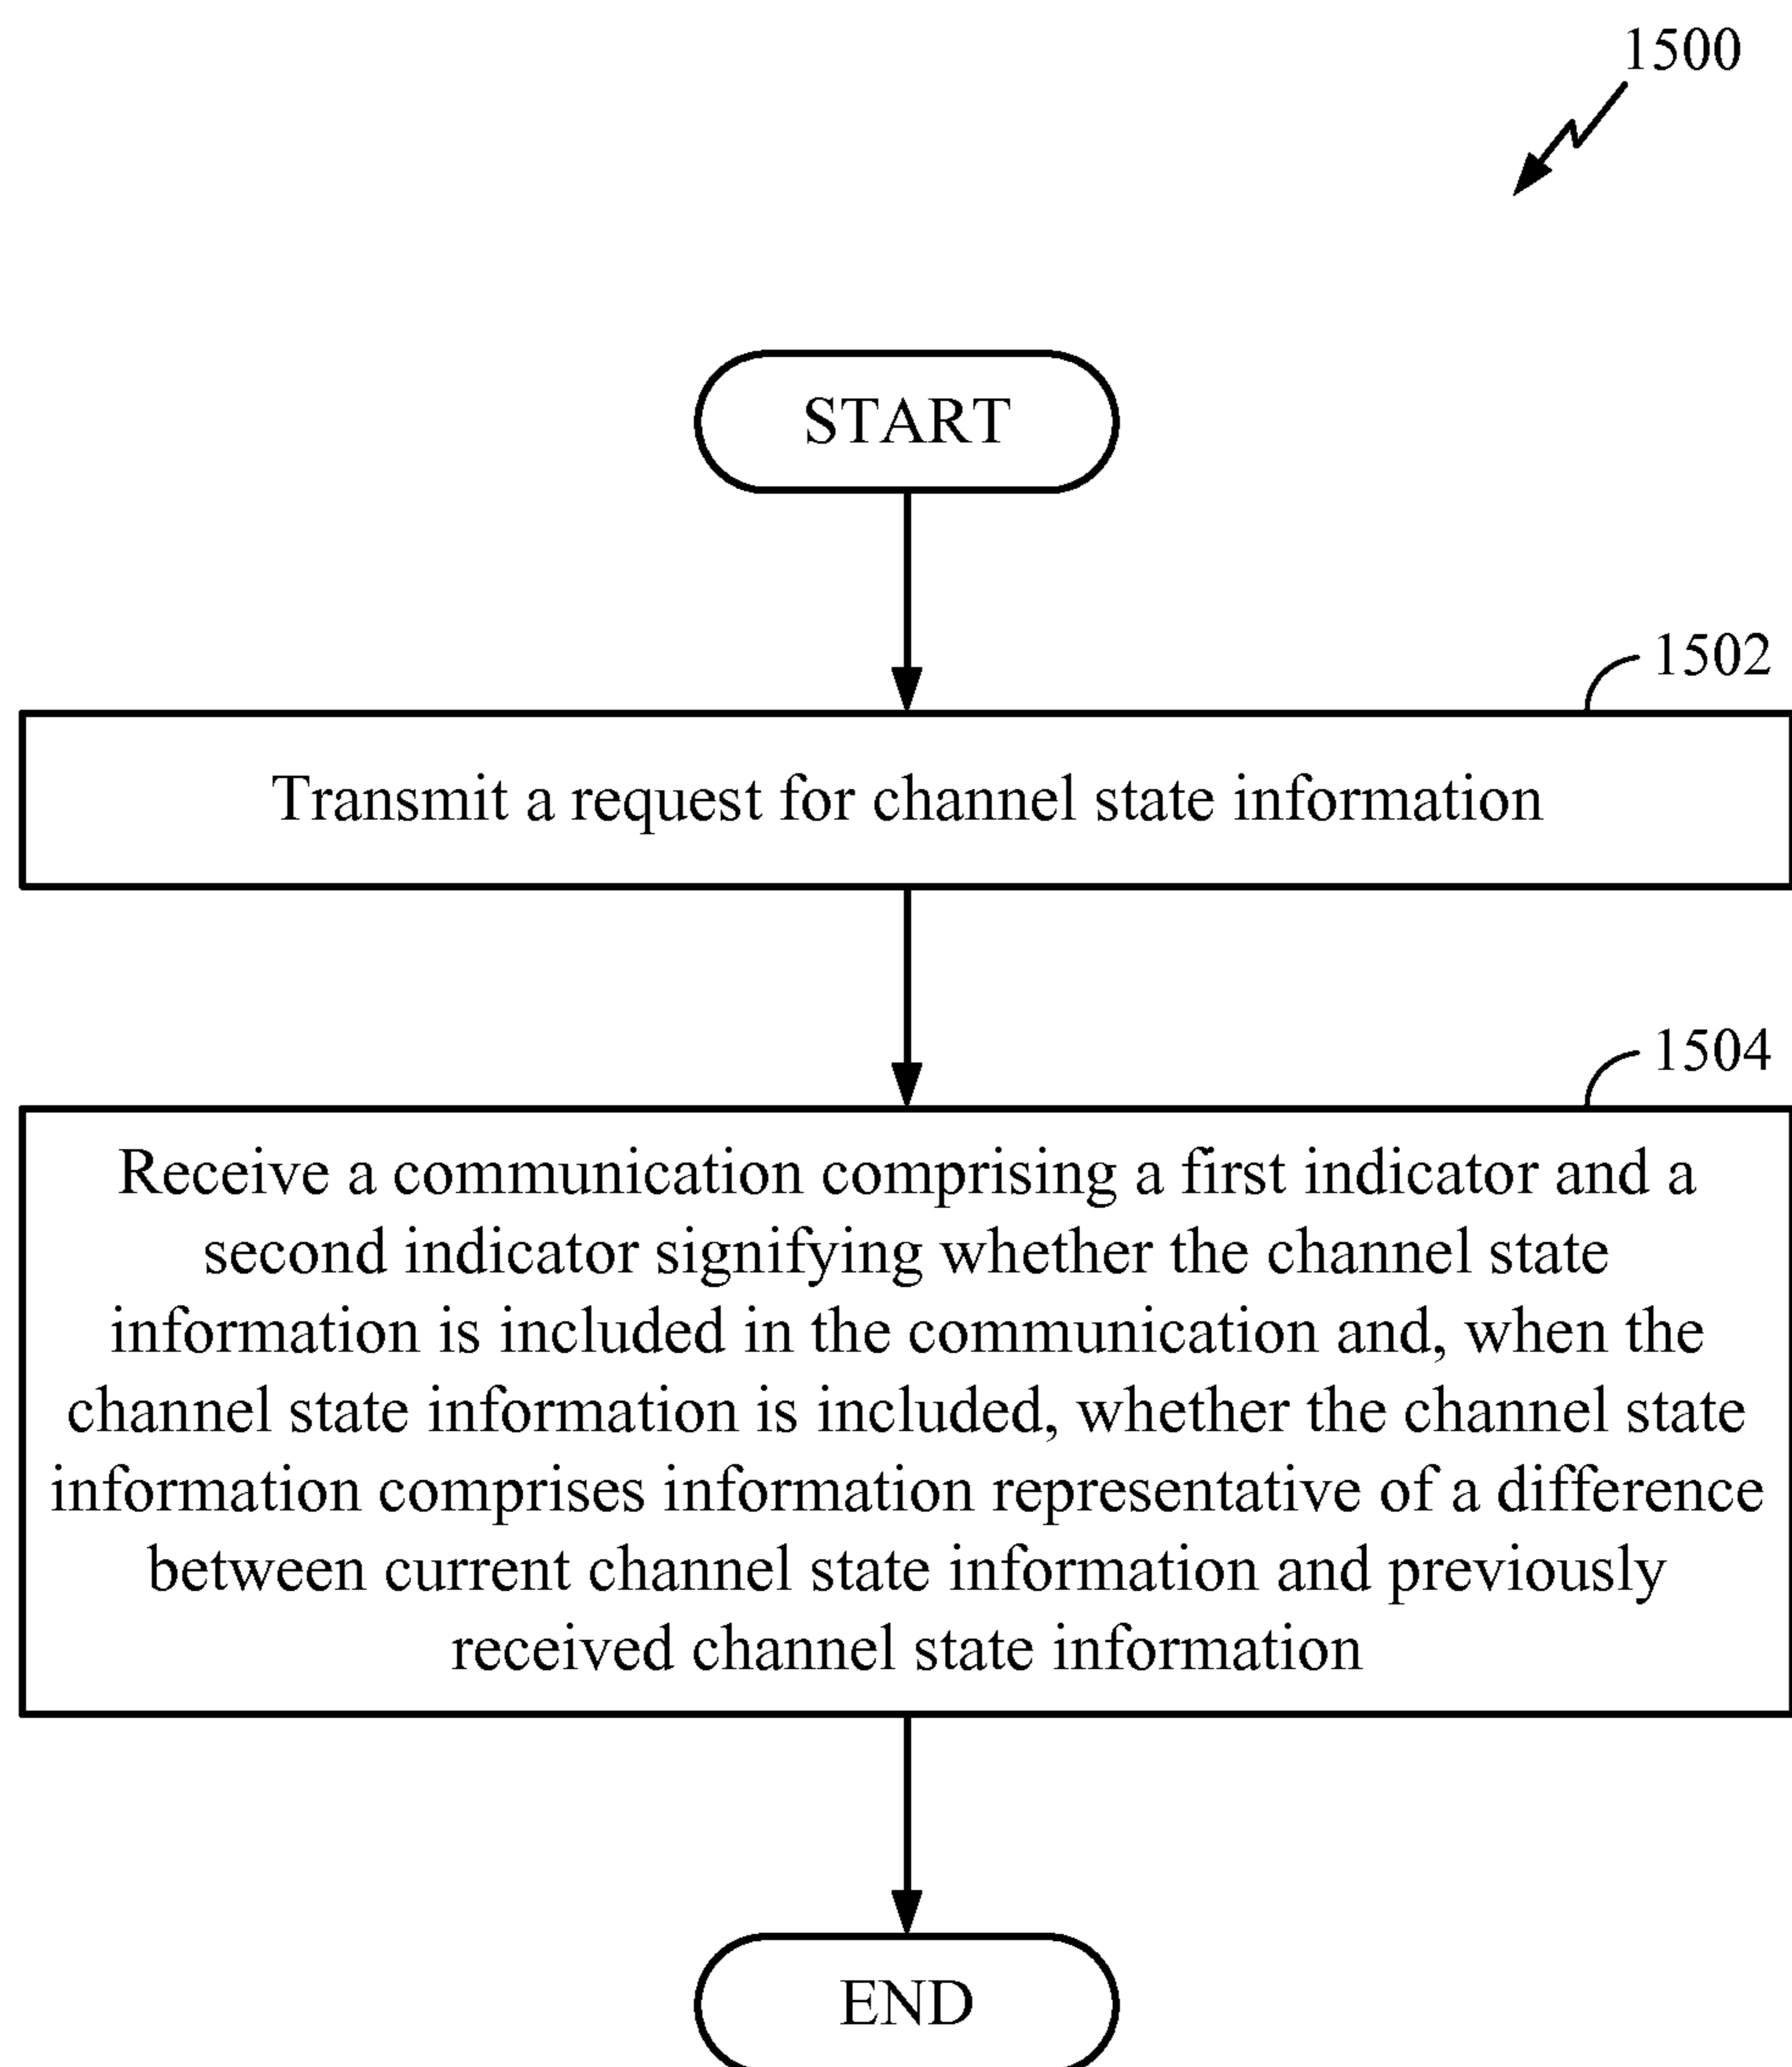 1500
START
1502
Transmit a request for channel state information
1504
Receive a communication comprising a first indicator and a
second indicator signifying whether the channel state
information is included in the communication and, when the
channel state information is included, whether the channel state
information comprises information representative of a difference
between current channel state information and previously
received channel state information
END